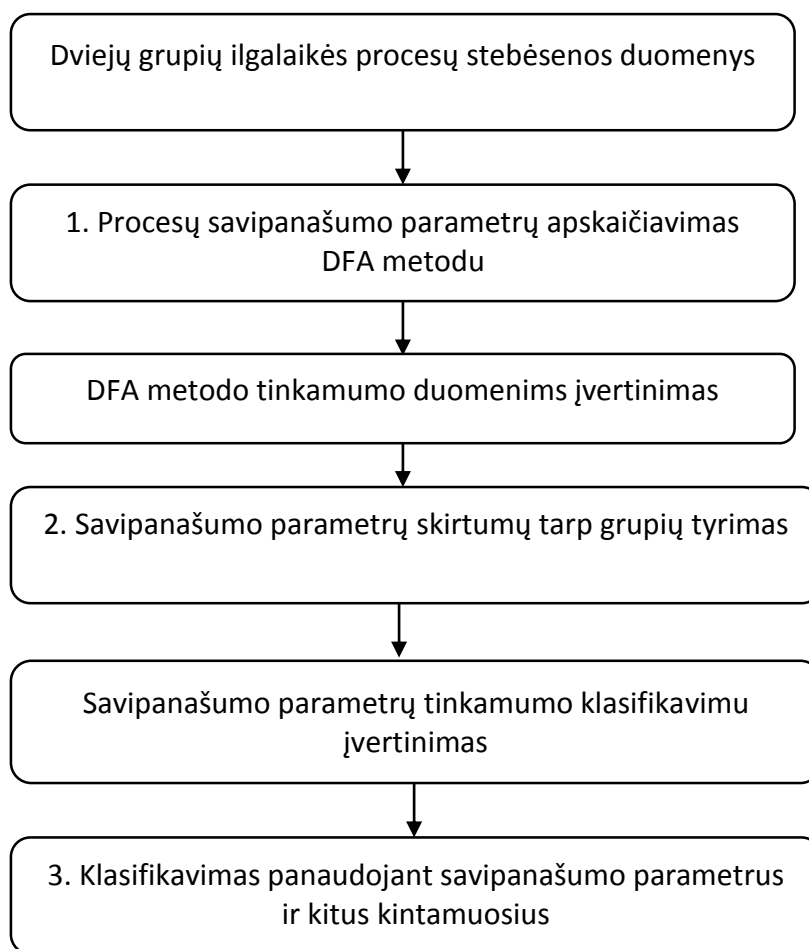 Dviejų grupių ilgalaikės procesų stebėsenos duomenys
1. Procesų savipanašumo parametrų apskaičiavimas
DFA metodu
DFA metodo tinkamumo duomenims įvertinimas
2. Savipanašumo parametrų skirtumų tarp grupių tyrimas
Savipanašumo parametrų tinkamumo klasifikavimu
įvertinimas
3. Klasifikavimas panaudojant savipanašumo parametrus
ir kitus kintamuosius